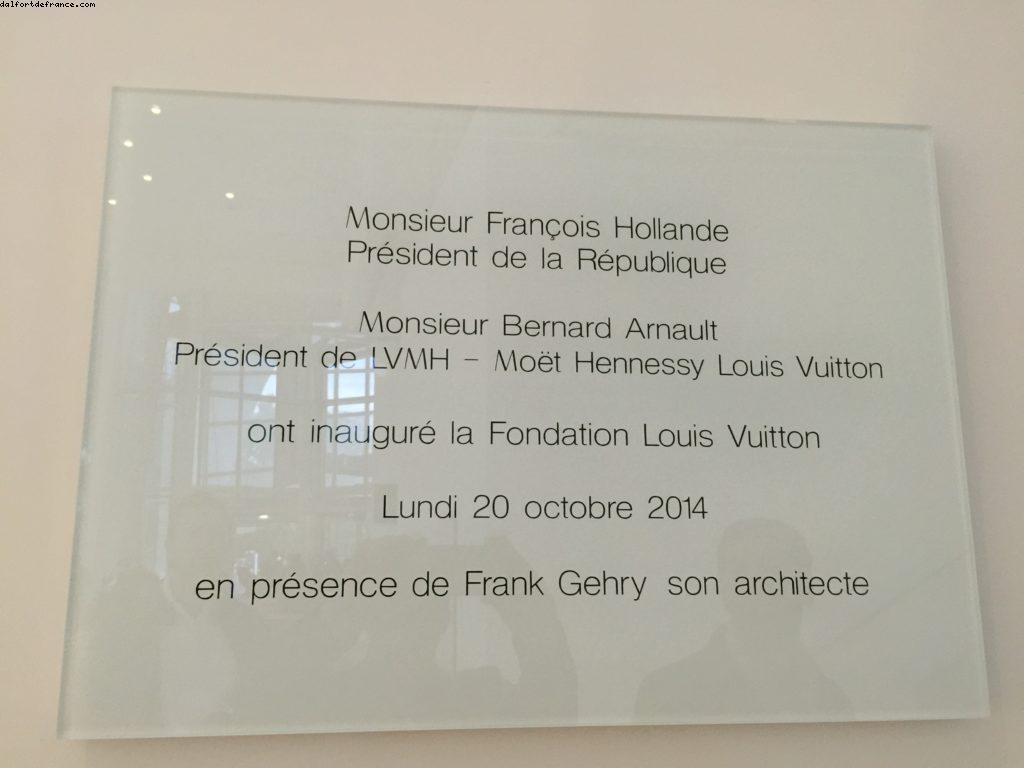 dalfortdefrance.com
Monsieur François Hollande
Président de la République
Monsieur Bernard Arnault
Président de LVMH – Moët Hennessy Louis Vuitton
ont inauguré la Fondation Louis Vuitton
Lundi 20 octobre 2014
en présence de Frank Gehry son architecte